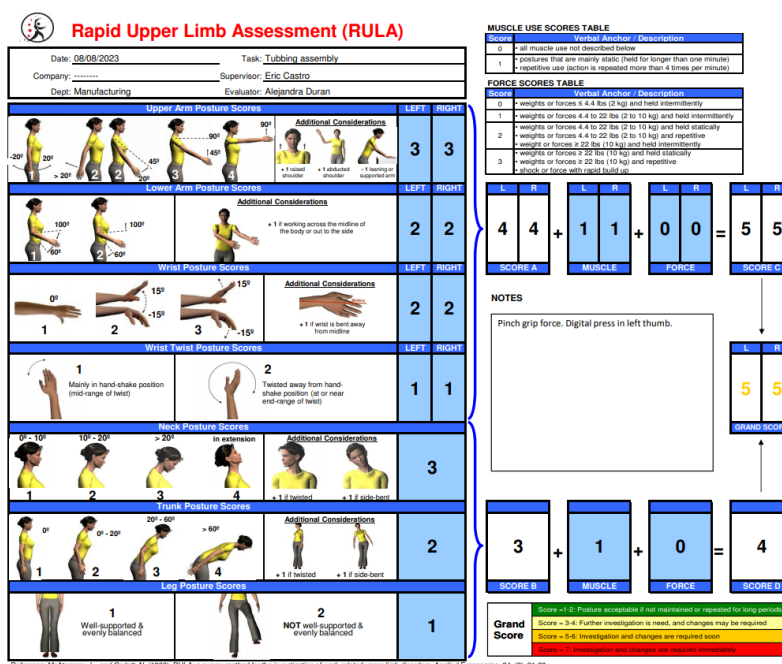 Rapid Upper Limb Assessment (RULA)
Date: 08/08/2023 Task: Tubbing assembly
Company: -------- Supervisor: Eric Castro
Dept: Manufacturing Evaluator: Alejandra Duran
MUSCLE USE SCORES TABLE
Score Verbal Anchor / Description
0 • all muscle use not described below
1 • postures that are mainly static (held for longer than one minute)
• repetitive use (action is repeated more than 4 times per minute)
FORCE SCORES TABLE
Score Verbal Anchor / Description
0 • weights or forces ≤ 4.4 lbs (2 kg) and held intermittently
1 • weights or forces 4.4 to 22 lbs (2 to 10 kg) and held intermittently
2 • weights or forces 4.4 to 22 lbs (2 to 10 kg) and held statically
• weights or forces 4.4 to 22 lbs (2 to 10 kg) and repetitive
• weight or forces ≥ 22 lbs (10 kg) and held intermittently
3 • weights or forces ≥ 22 lbs (10 kg) and held statically
• weights or forces ≥ 22 lbs (10 kg) and repetitive
• shock or force with rapid build up
Upper Arm Posture Scores LEFT RIGHT
-20º 20º > 20º 45º 20º 90º 45º 90º
1 2 2 3 4
Additional Considerations
+ 1 raised shoulder
+ 1 abducted shoulder
- 1 leaning or supported arm
3 3
Lower Arm Posture Scores LEFT RIGHT
100º 60º 100º 60º
1 2
Additional Considerations
+ 1 if working across the midline of
the body or out to the side
2 2
Wrist Posture Scores LEFT RIGHT
0º 15º -15º 15º -15º
1 2 3
Additional Considerations
+ 1 if wrist is bent away
from midline
2 2
Wrist Twist Posture Scores LEFT RIGHT
1
Mainly in hand-shake position
(mid-range of twist)
2
Twisted away from hand-
shake position (at or near
end-range of twist)
1 1
Neck Posture Scores
0º - 10º 10º - 20º > 20º in extension
1 2 3 4
Additional Considerations
+ 1 if twisted + 1 if side-bent
3
Trunk Posture Scores
0º 0º - 20º 20º - 60º > 60º
1 2 3 4
Additional Considerations
+ 1 if twisted + 1 if side-bent
2
Leg Posture Scores
1
Well-supported &
evenly balanced
2
NOT well-supported &
evenly balanced
1
L R L R L R L R
4 4 + 1 1 + 0 0 = 5 5
SCORE A MUSCLE FORCE SCORE C
NOTES
Pinch grip force. Digital press in left thumb.
L R
5 5
GRAND SCOR
3 + 1 + 0 = 4
SCORE B MUSCLE FORCE SCORE D
Grand
Score
Score =1-2: Posture acceptable if not maintained or repeated for long periods
Score = 3-4: Further investigation is need, and changes may be required
Score = 5-6: Investigation and changes are required soon
Score = 7: Investigation and changes are required immediately